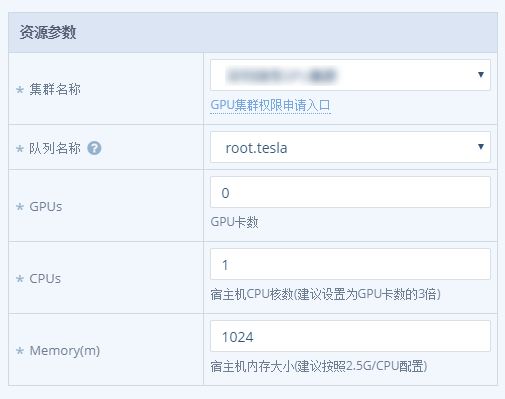 资源参数
* 集群名称
GPU集群权限申请入口
* 队列名称 ?
root.tesla
* GPUs
0
GPU卡数
* CPUs
1
宿主机CPU核数(建议设置为GPU卡数的3倍)
* Memory(m)
1024
宿主机内存大小(建议按照2.5G/CPU配置)